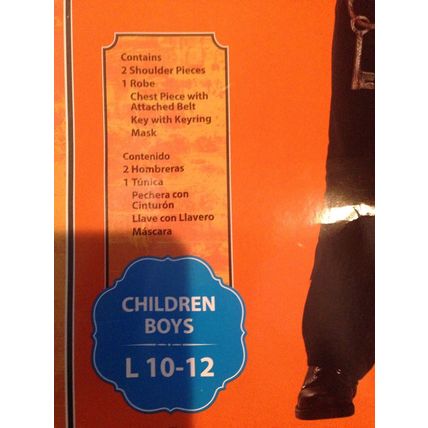 Contains
2 Shoulder Pieces
1 Robe
Chest Piece with
Attached Belt
Key with Keyring
Mask
Contenido
2 Hombreras
1 Túnica
Pechera con
Cinturón
Llave con Llavero
Máscara
CHILDREN
BOYS
L 10-12